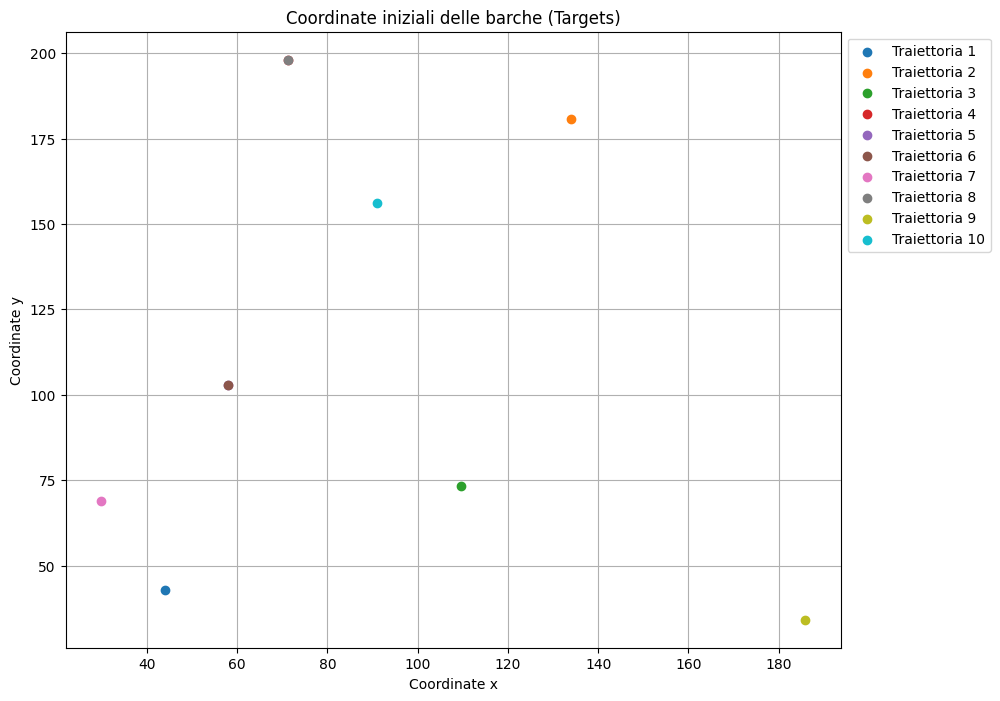 Coordinate iniziali delle barche (Targets)
Traiettoria 1
Traiettoria 2
Traiettoria 3
Traiettoria 4
Traiettoria 5
Traiettoria 6
Traiettoria 7
Traiettoria 8
Traiettoria 9
Traiettoria 10
Coordinate y
200
175
150
125
100
75
50
40 60 80 100 120 140 160 180
Coordinate x